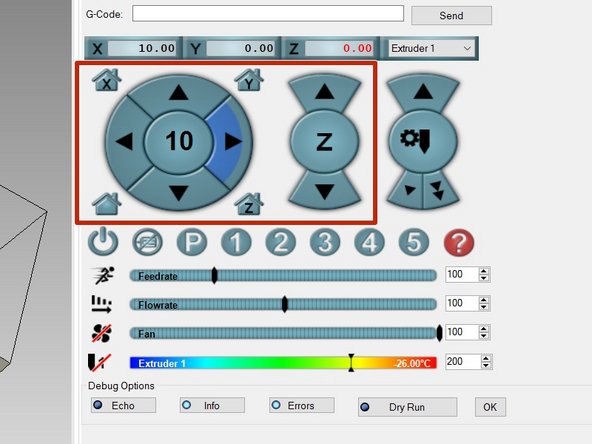 G-Code: Send
X 10.00 Y 0.00 Z 0.00 Extruder 1
X Y
10 Z
Z
P 1 2 3 4 5 ?
Feedrate 100
Flowrate 100
Fan 100
Extruder 1 -26.00°C 200
Debug Options
Echo Info Errors Dry Run OK